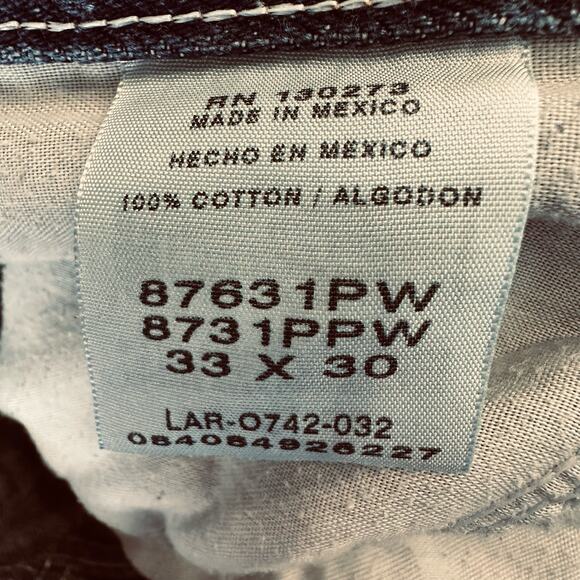 RN 130273
MADE IN MEXICO
HECHO EN MEXICO
100% COTTON / ALGODON
87631PW
8731PPW
33 X 30
LAR-O742-032
084084926227